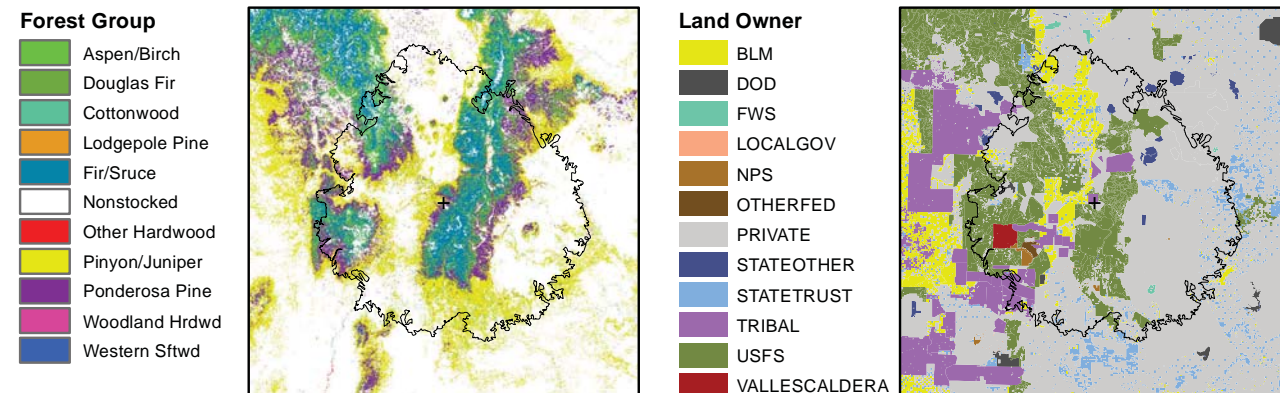 Forest Group
Aspen/Birch
Douglas Fir
Cottonwood
Lodgepole Pine
Fir/Sruce
Nonstocked
Other Hardwood
Pinyon/Juniper
Ponderosa Pine
Woodland Hrdwd
Western Sftwd
Land Owner
BLM
DOD
FWS
LOCALGOV
NPS
OTHERFED
PRIVATE
STATEOTHER
STATETRUST
TRIBAL
USFS
VALLESCALDERA